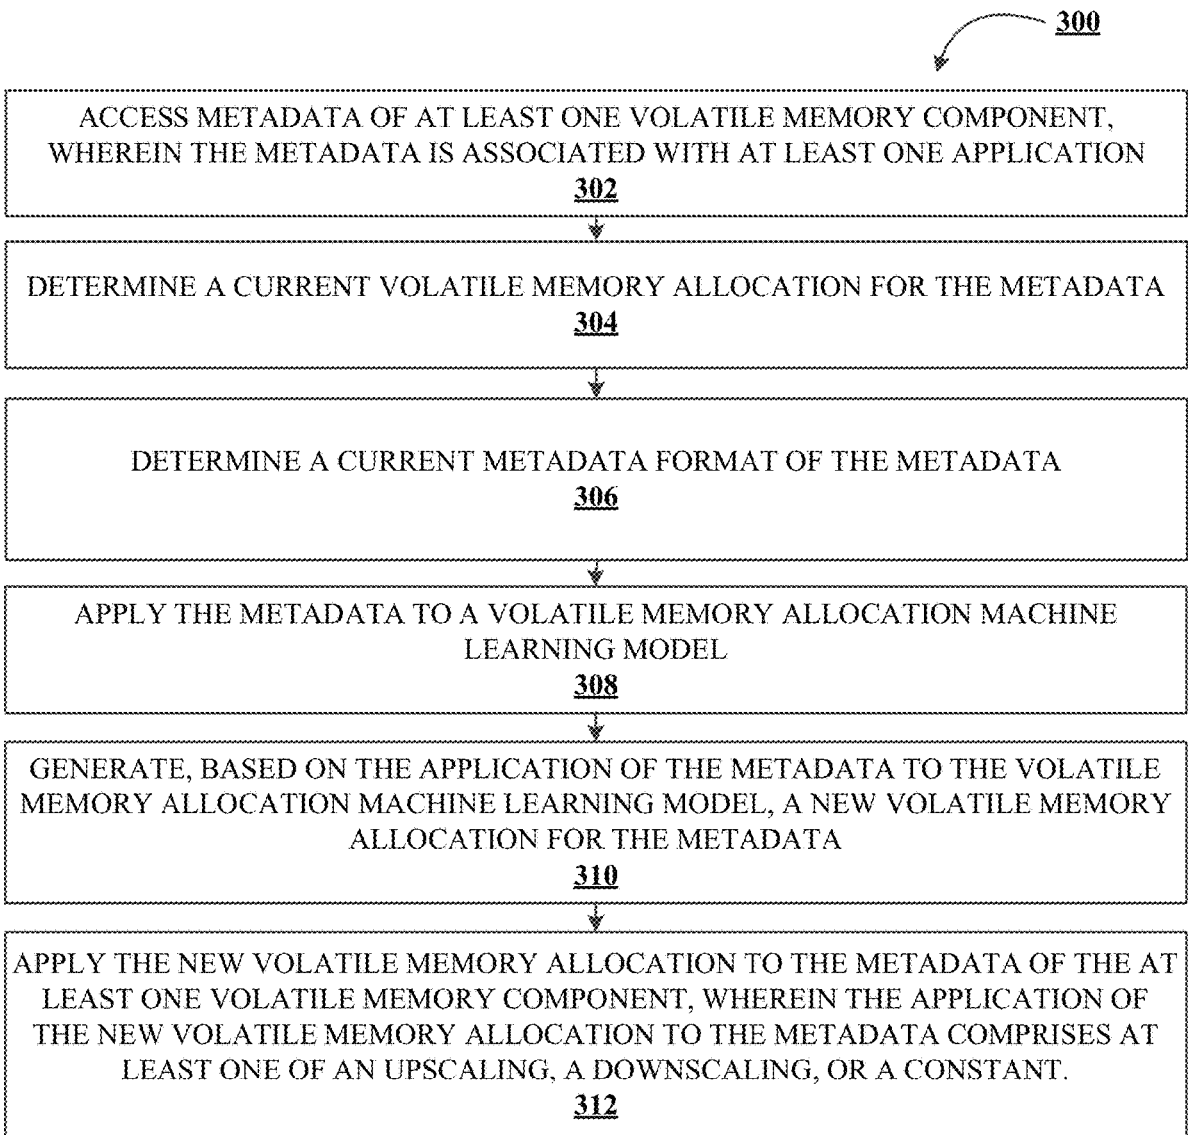 300
ACCESS METADATA OF AT LEAST ONE VOLATILE MEMORY COMPONENT,
WHEREIN THE METADATA IS ASSOCIATED WITH AT LEAST ONE APPLICATION
302
DETERMINE A CURRENT VOLATILE MEMORY ALLOCATION FOR THE METADATA
304
DETERMINE A CURRENT METADATA FORMAT OF THE METADATA
306
APPLY THE METADATA TO A VOLATILE MEMORY ALLOCATION MACHINE
LEARNING MODEL
308
GENERATE, BASED ON THE APPLICATION OF THE METADATA TO THE VOLATILE
MEMORY ALLOCATION MACHINE LEARNING MODEL, A NEW VOLATILE MEMORY
ALLOCATION FOR THE METADATA
310
APPLY THE NEW VOLATILE MEMORY ALLOCATION TO THE METADATA OF THE AT
LEAST ONE VOLATILE MEMORY COMPONENT, WHEREIN THE APPLICATION OF
THE NEW VOLATILE MEMORY ALLOCATION TO THE METADATA COMPRISES AT
LEAST ONE OF AN UPSCALING, A DOWNSCALING, OR A CONSTANT.
312